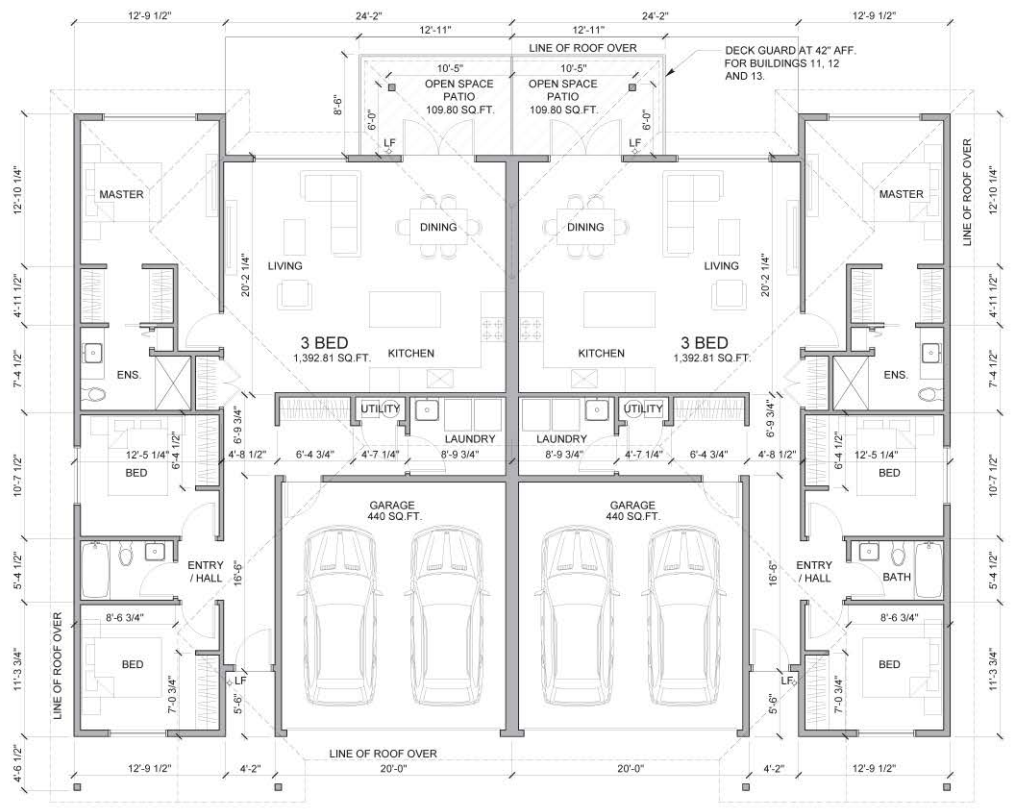 12'-9 1/2"
24'-2"
24'-2"
12'-9 1/2"
12'-11"
12'-11"
LINE OF ROOF OVER
DECK GUARD AT 42" AFF.
FOR BUILDINGS 11, 12
AND 13.
10'-5"
10'-5"
OPEN SPACE
PATIO
109.80 SQ.FT.
OPEN SPACE
PATIO
109.80 SQ.FT.
8'-6"
6'-0"
6'-0"
LF
LF
LINE OF ROOF OVER
12'-10 1/4"
MASTER
MASTER
12'-10 1/4"
DINING
DINING
LIVING
LIVING
20'-2 1/4"
20'-2 1/4"
4'-11 1/2"
4'-11 1/2"
3 BED
1,392.81 SQ.FT.
KITCHEN
KITCHEN
3 BED
1,392.81 SQ.FT.
7'-4 1/2"
ENS.
ENS.
7'-4 1/2"
UTILITY
UTILITY
6'-9 3/4"
6'-9 3/4"
LAUNDRY
LAUNDRY
6'-4 1/2"
6'-4 1/2"
12'-5 1/4"
4'-8 1/2"
6'-4 3/4"
4'-7 1/4"
8'-9 3/4"
8'-9 3/4"
4'-7 1/4"
6'-4 3/4"
4'-8 1/2"
12'-5 1/4"
BED
BED
10'-7 1/2"
10'-7 1/2"
GARAGE
440 SQ.FT.
GARAGE
440 SQ.FT.
5'-4 1/2"
ENTRY
/ HALL
16'-6"
16'-6"
ENTRY
/ HALL
BATH
5'-4 1/2"
8'-6 3/4"
8'-6 3/4"
LINE OF ROOF OVER
BED
BED
11'-3 3/4"
11'-3 3/4"
7'-0 3/4"
7'-0 3/4"
LF
LF
5'-6"
5'-6"
LINE OF ROOF OVER
4'-6 1/2"
12'-9 1/2"
4'-2"
20'-0"
20'-0"
4'-2"
12'-9 1/2"